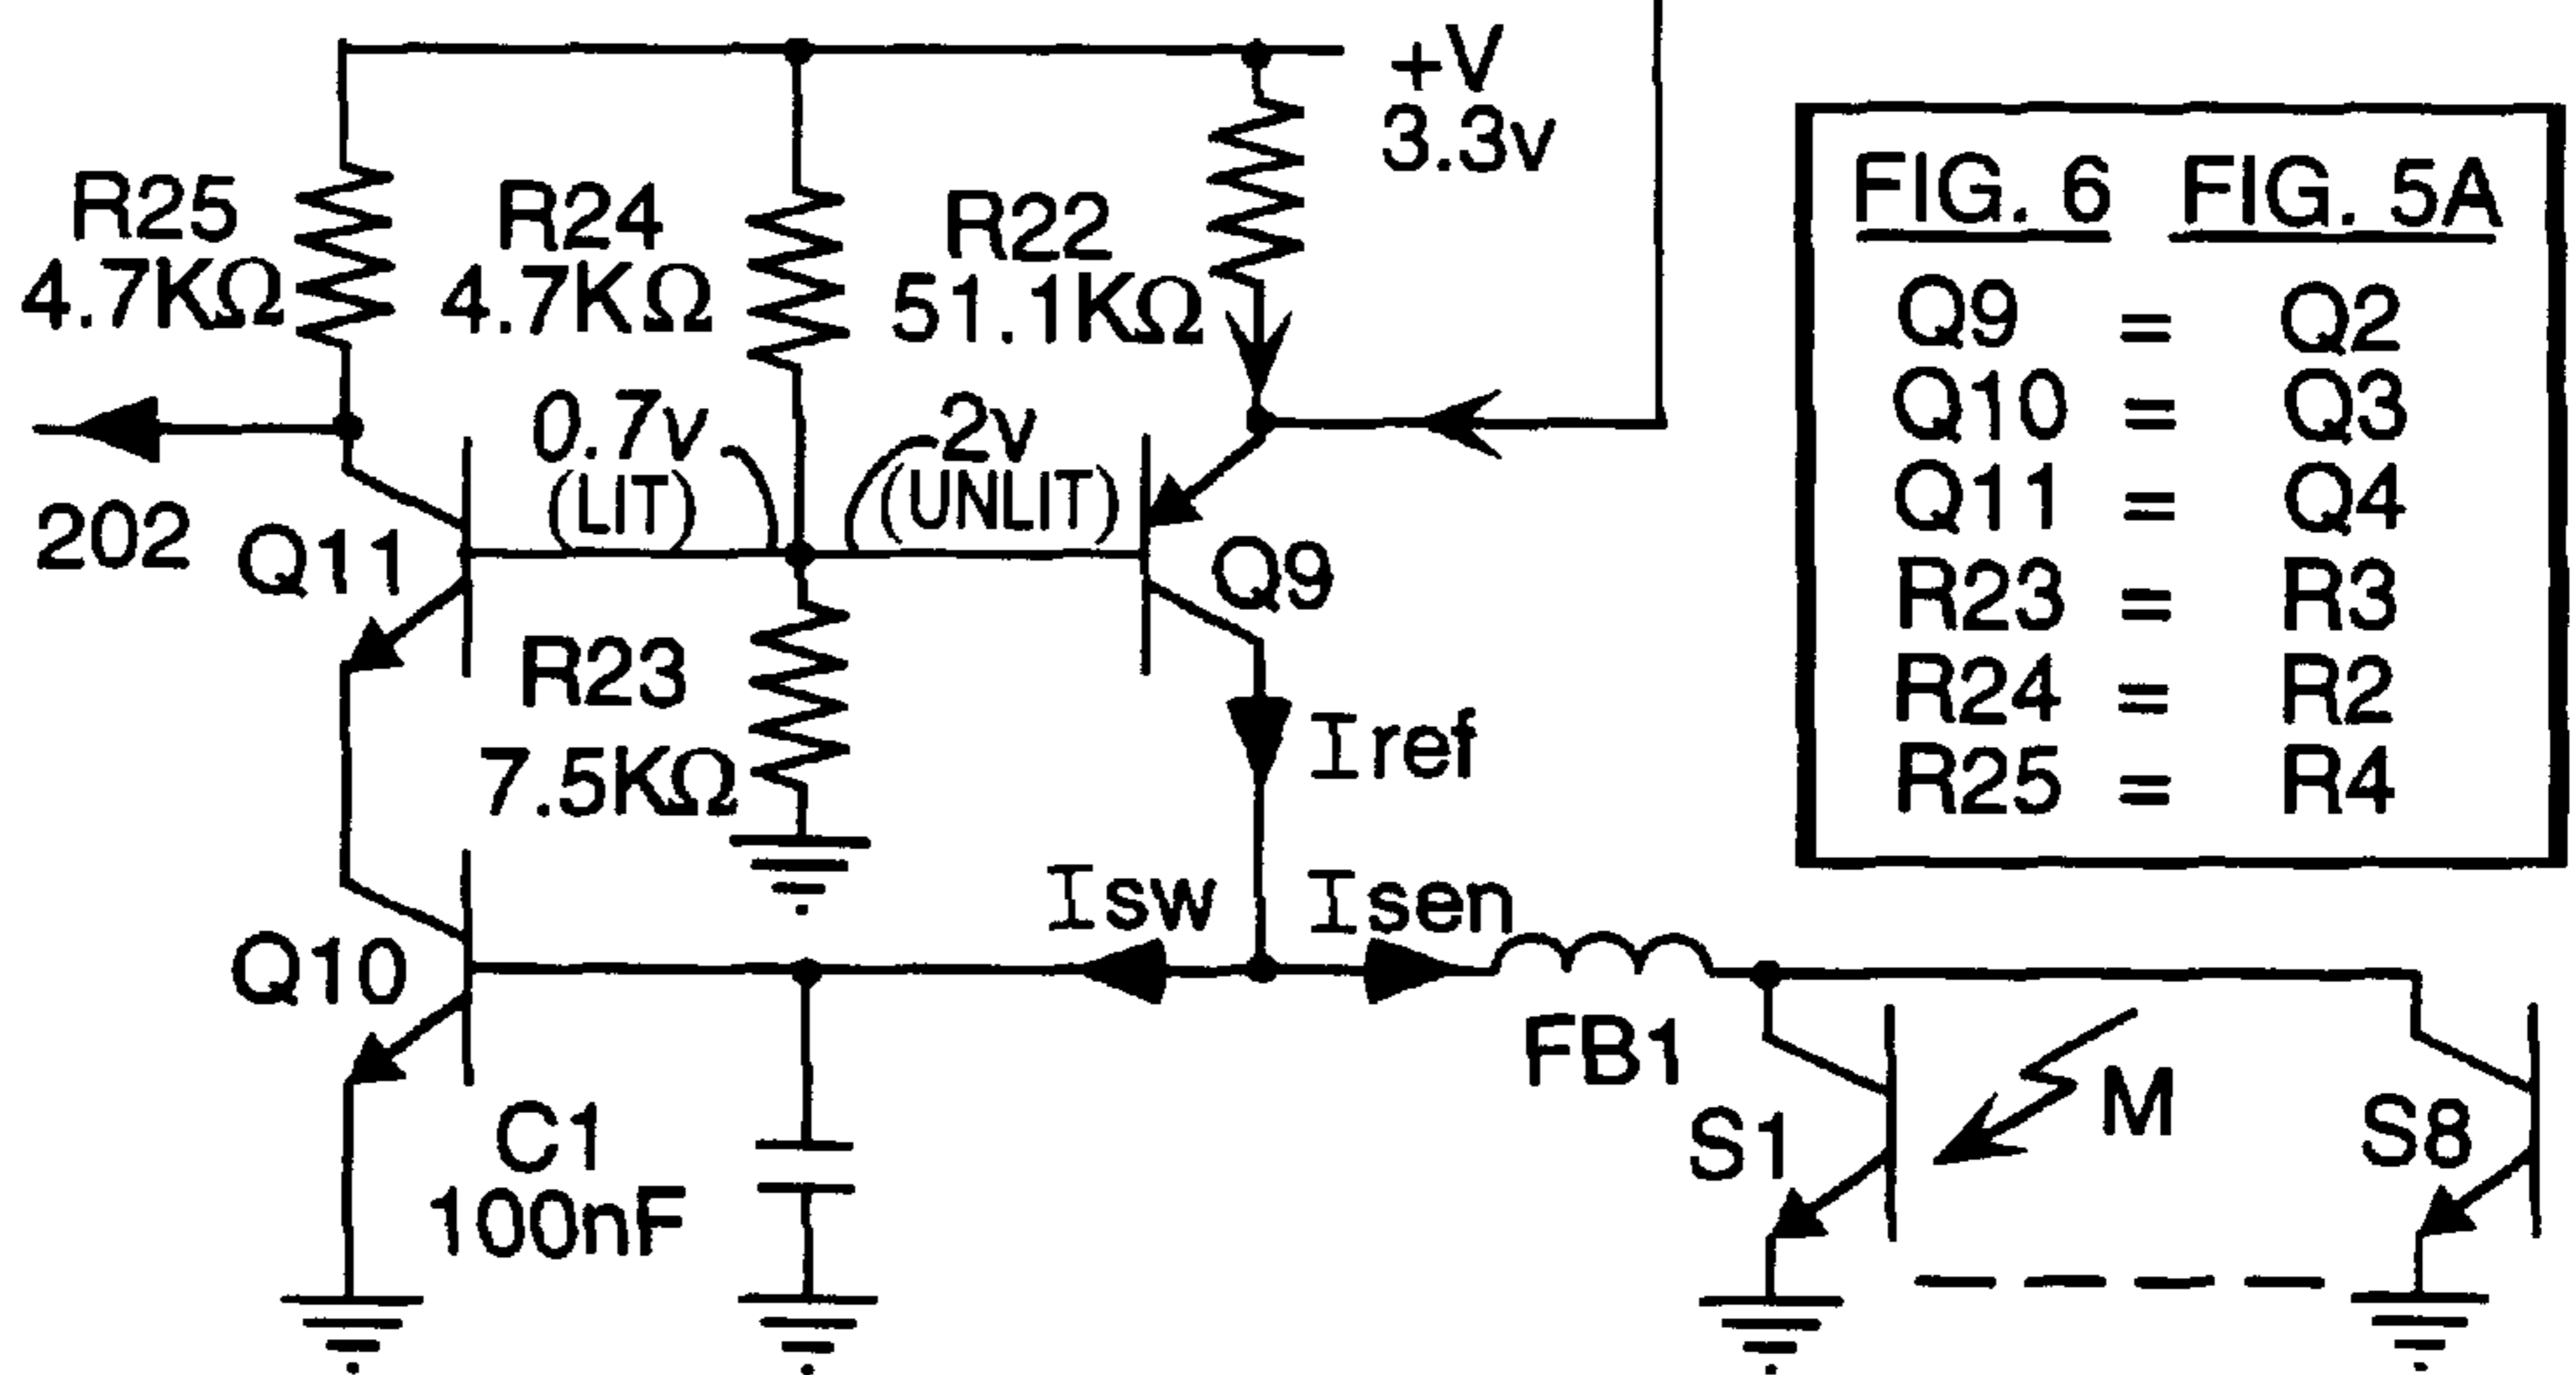 +V
3.3v
R25
4.7KΩ
R24
4.7KΩ
R22
51.1KΩ
0.7v
(LIT)
2v
(UNLIT)
202
Q11
Q9
R23
7.5KΩ
Iref
Isw
Isen
Q10
FB1
C1
100nF
S1
M
S8
FIG. 6 FIG. 5A
Q9 = Q2
Q10 = Q3
Q11 = Q4
R23 = R3
R24 = R2
R25 = R4